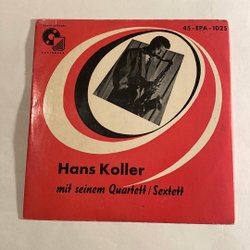 45-EPA-1025
Hans Koller
mit seinem Quartett/Sextett